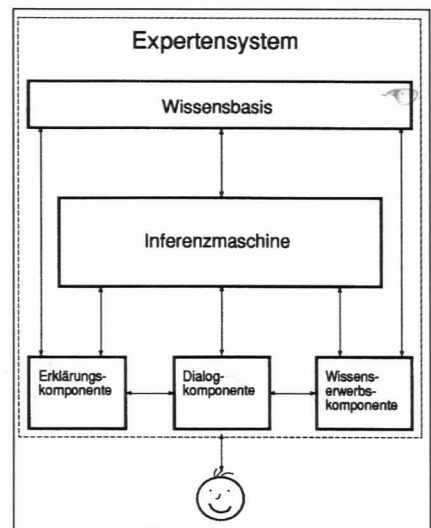 Expertensystem
Wissensbasis
Inferenzmaschine
Erklärungs-
komponente
Dialog-
komponente
Wissens-
erwerbs-
komponente